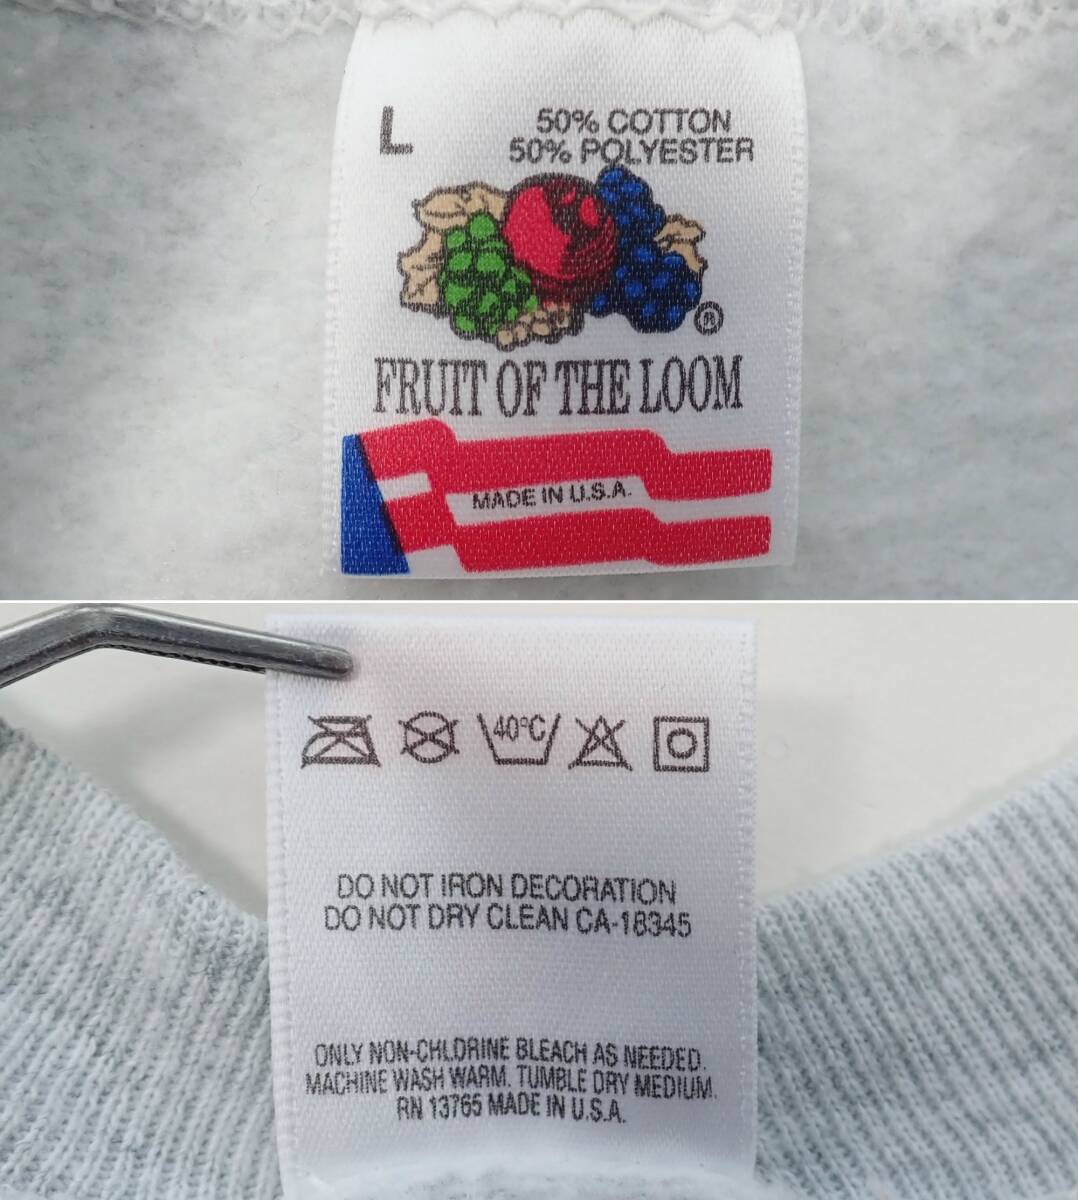 L
50% COTTON
50% POLYESTER
®
FRUIT OF THE LOOM
MADE IN U.S.A.
40°C
DO NOT IRON DECORATION
DO NOT DRY CLEAN CA-18345
ONLY NON-CHLORINE BLEACH AS NEEDED.
MACHINE WASH WARM. TUMBLE DRY MEDIUM.
RN 13765 MADE IN U.S.A.